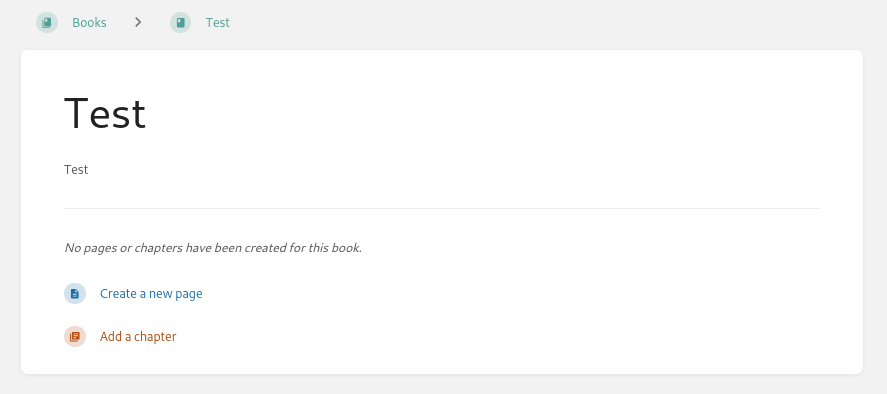 Books > Test
Test
Test
No pages or chapters have been created for this book.
Create a new page
Add a chapter